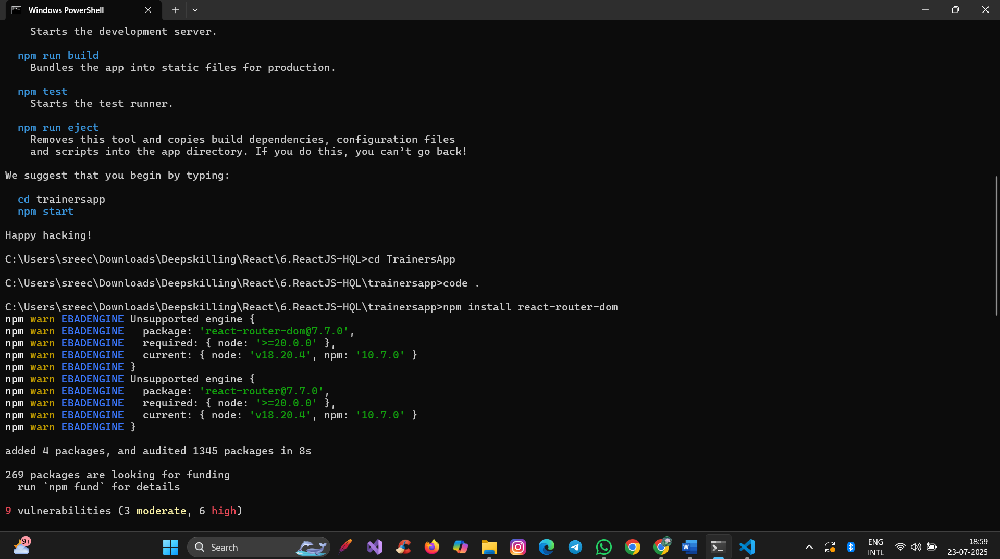 Windows PowerShell
Starts the development server.
npm run build
Bundles the app into static files for production.
npm test
Starts the test runner.
npm run eject
Removes this tool and copies build dependencies, configuration files
and scripts into the app directory. If you do this, you can’t go back!
We suggest that you begin by typing:
cd trainersapp
npm start
Happy hacking!
C:\Users\sreec\Downloads\Deepskilling\React\6.ReactJS-HQL>cd TrainersApp
C:\Users\sreec\Downloads\Deepskilling\React\6.ReactJS-HQL\trainersapp>code .
C:\Users\sreec\Downloads\Deepskilling\React\6.ReactJS-HQL\trainersapp>npm install react-router-dom
npm warn EBADENGINE Unsupported engine {
npm warn EBADENGINE   package: 'react-router-dom@7.7.0',
npm warn EBADENGINE   required: { node: '>=20.0.0' },
npm warn EBADENGINE   current: { node: 'v18.20.4', npm: '10.7.0' }
npm warn EBADENGINE }
npm warn EBADENGINE Unsupported engine {
npm warn EBADENGINE   package: 'react-router@7.7.0',
npm warn EBADENGINE   required: { node: '>=20.0.0' },
npm warn EBADENGINE   current: { node: 'v18.20.4', npm: '10.7.0' }
npm warn EBADENGINE }
added 4 packages, and audited 1345 packages in 8s
269 packages are looking for funding
run `npm fund` for details
9 vulnerabilities (3 moderate, 6 high)
9+
Search
W
ENG
INTL
18:59
23-07-2025